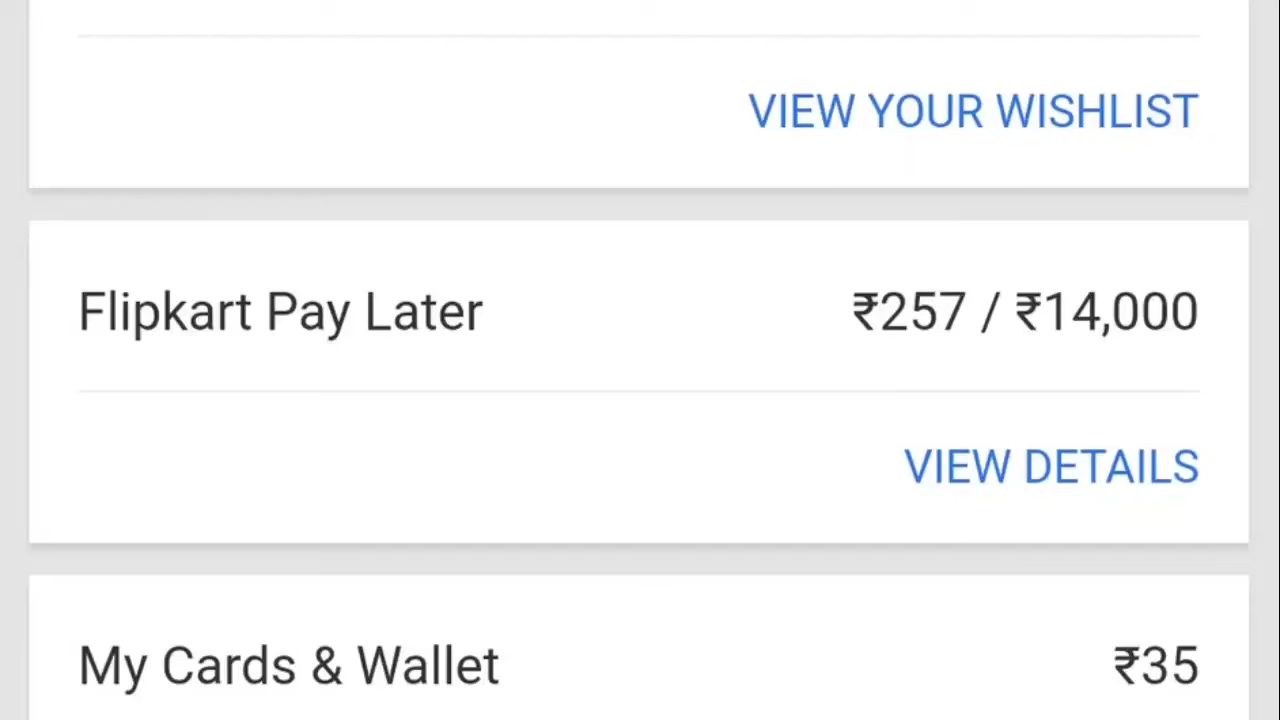 VIEW YOUR WISHLIST
Flipkart Pay Later ₹257 / ₹14,000
VIEW DETAILS
My Cards & Wallet ₹35